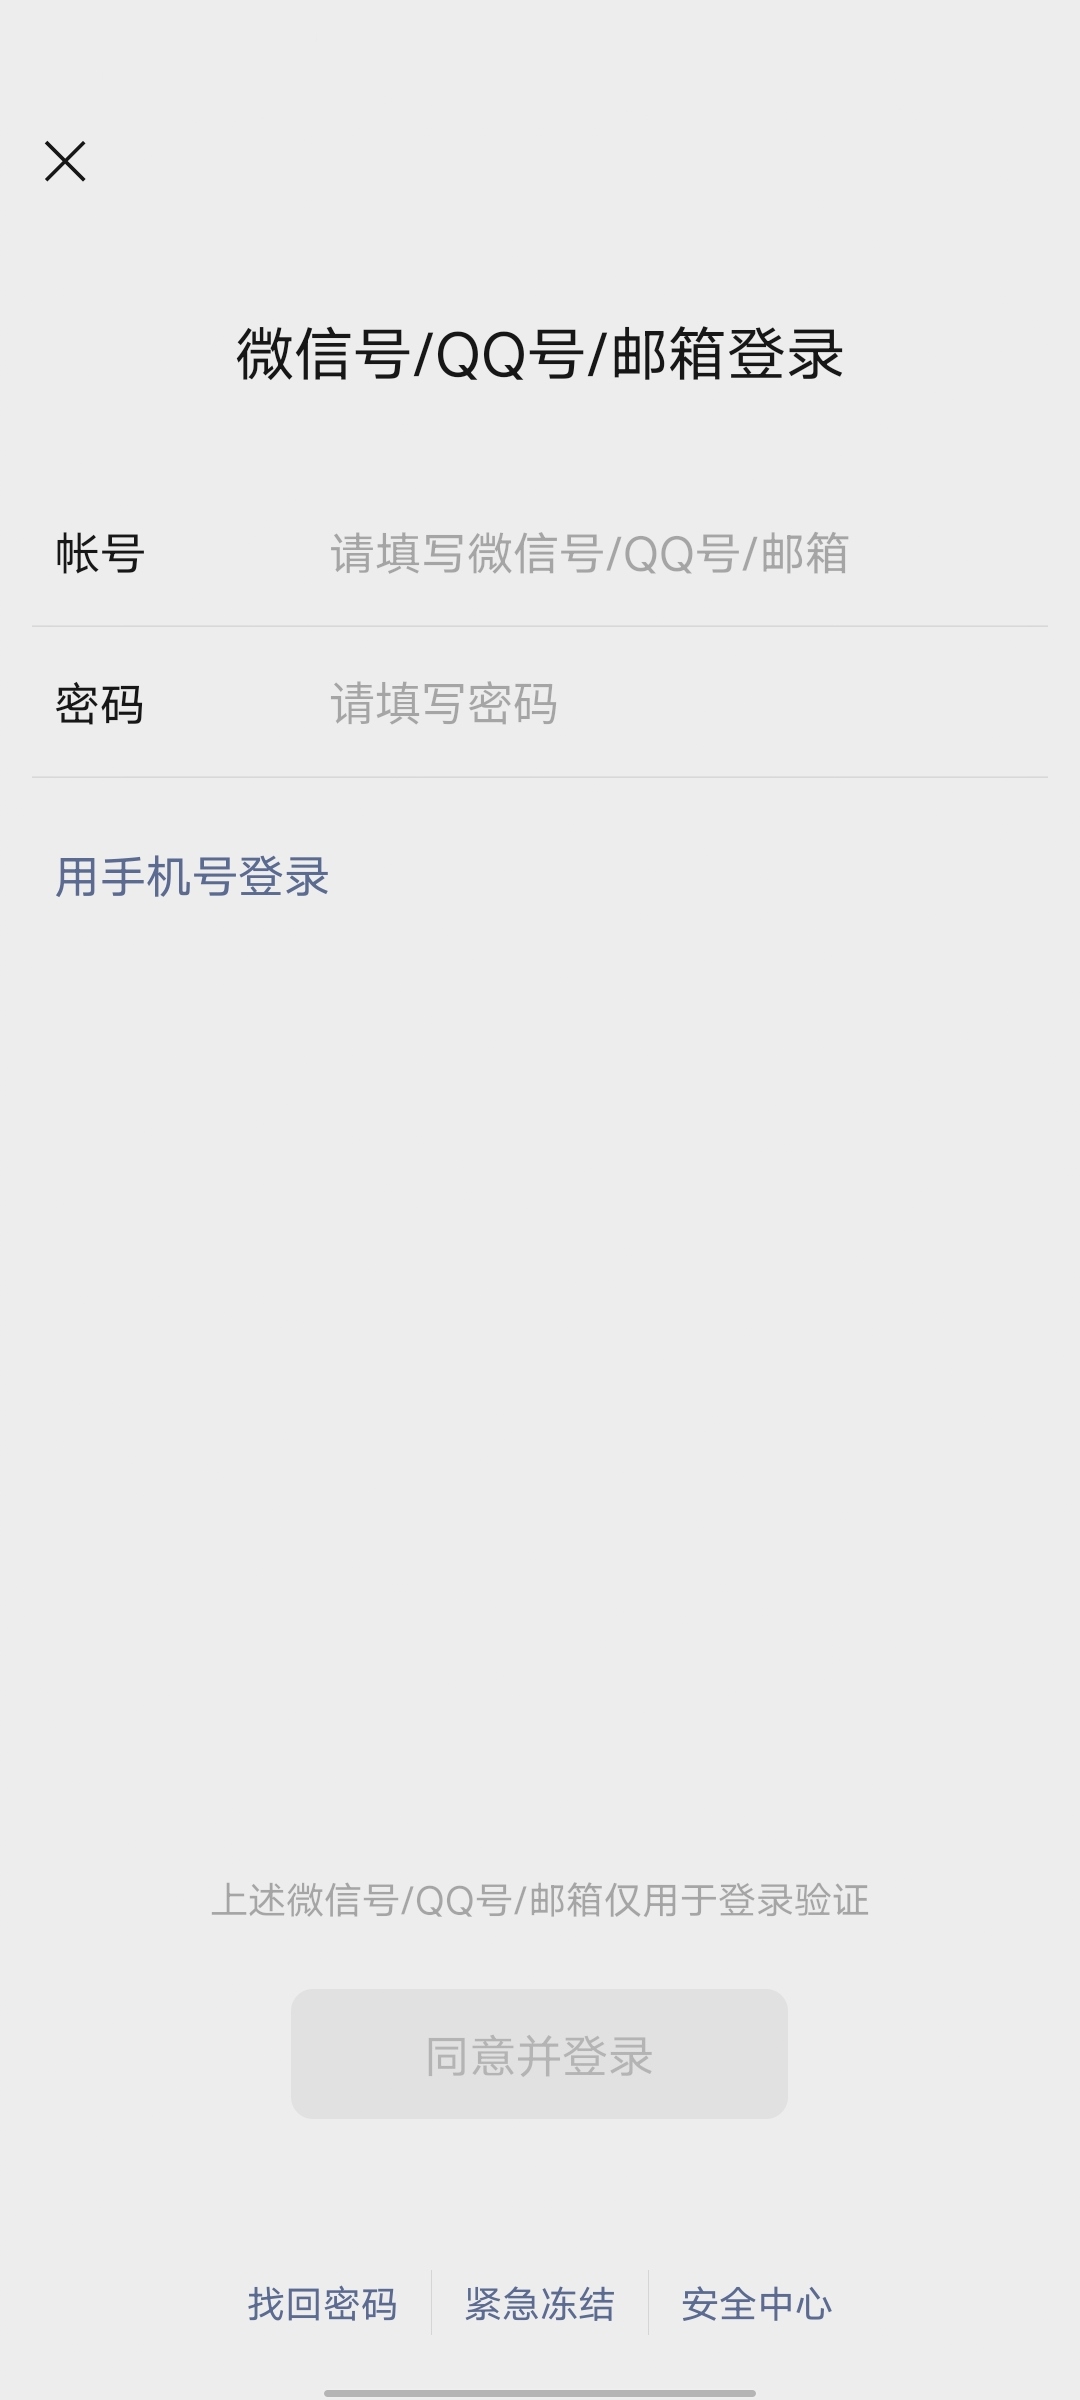 微信号/QQ号/邮箱登录
帐号 请填写微信号/QQ号/邮箱
密码 请填写密码
用手机号登录
上述微信号/QQ号/邮箱仅用于登录验证
同意并登录
找回密码 紧急冻结 安全中心